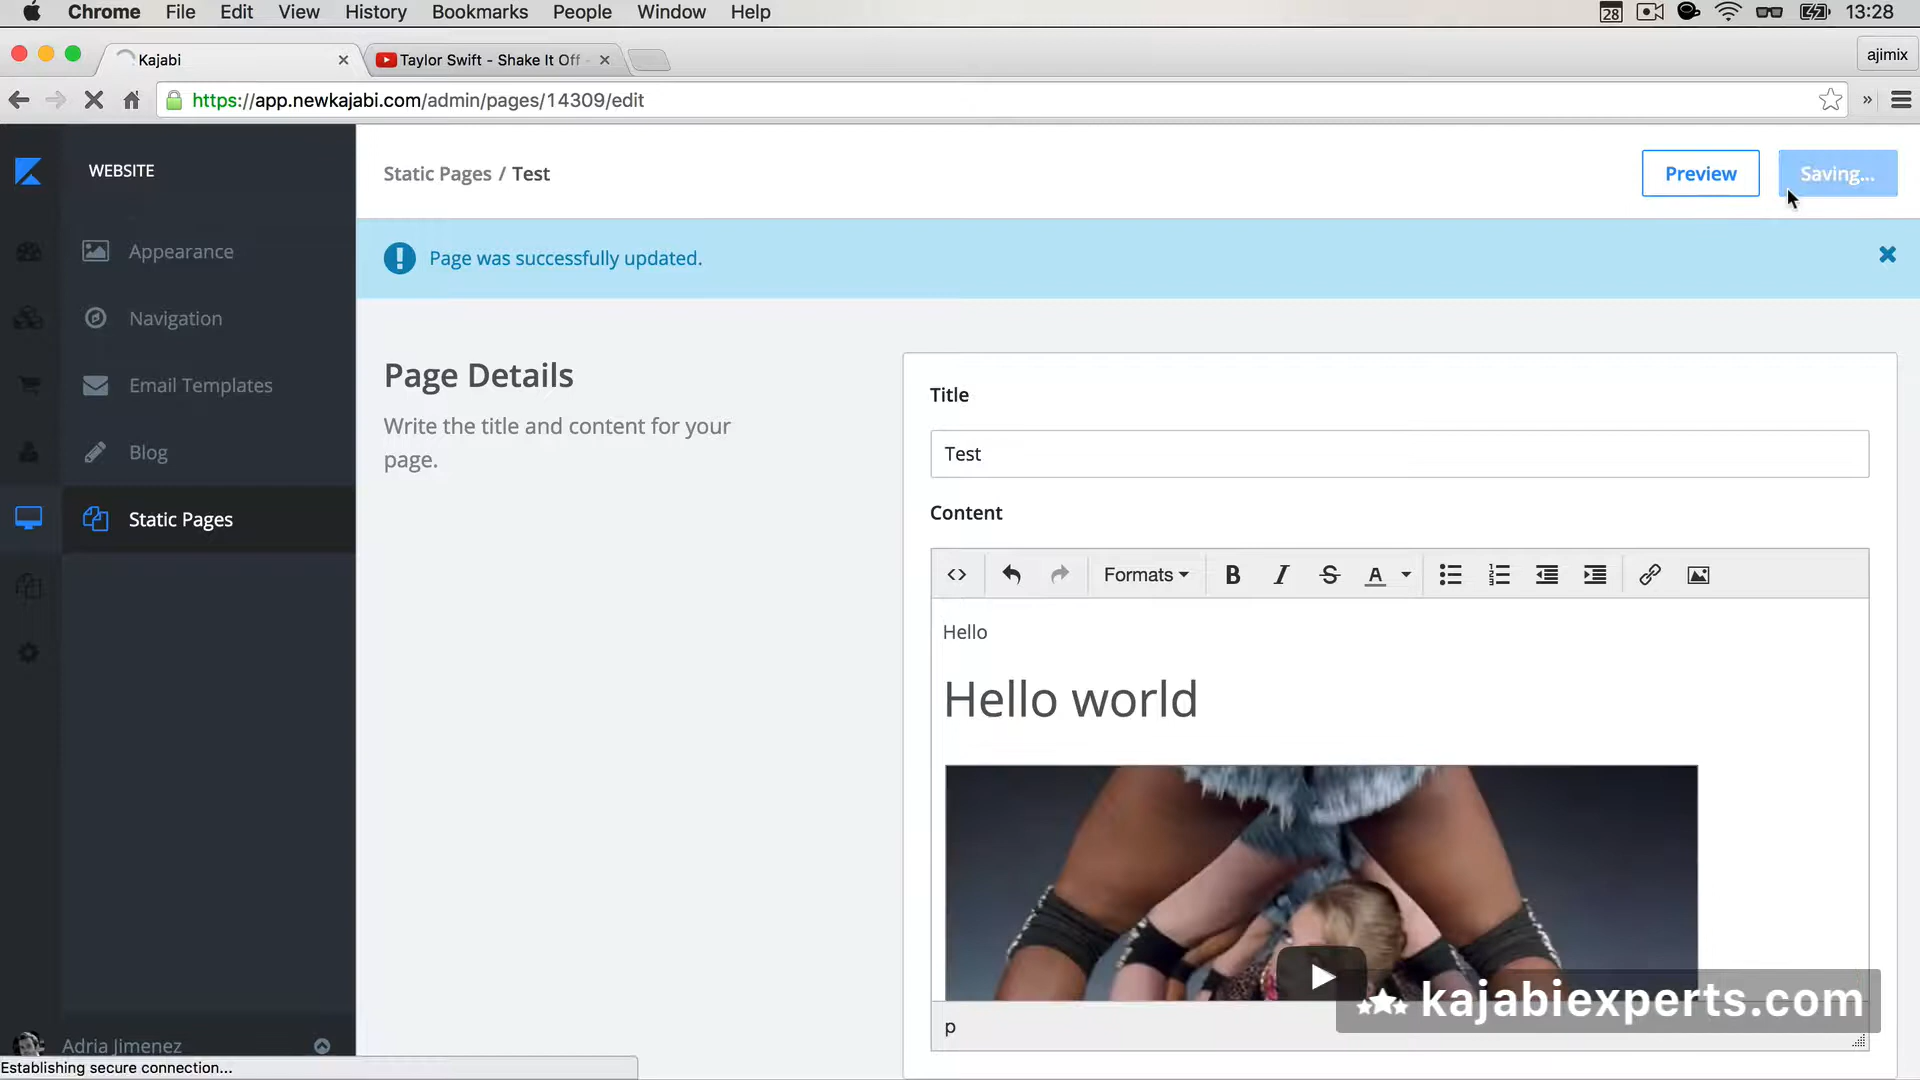 Chrome File Edit View History Bookmarks People Window Help 28 13:28
Kajabi Taylor Swift - Shake It Off ajimix
https://app.newkajabi.com/admin/pages/14309/edit »
WEBSITE
Static Pages / Test
Preview
Saving...
Appearance
Page was successfully updated.
Navigation
Page Details
Title
Email Templates
Write the title and content for your
page.
Test
Blog
Content
Static Pages
Formats B I S A
Hello
Hello world
kajabiexperts.com
p
Adria Jimenez
Establishing secure connection...